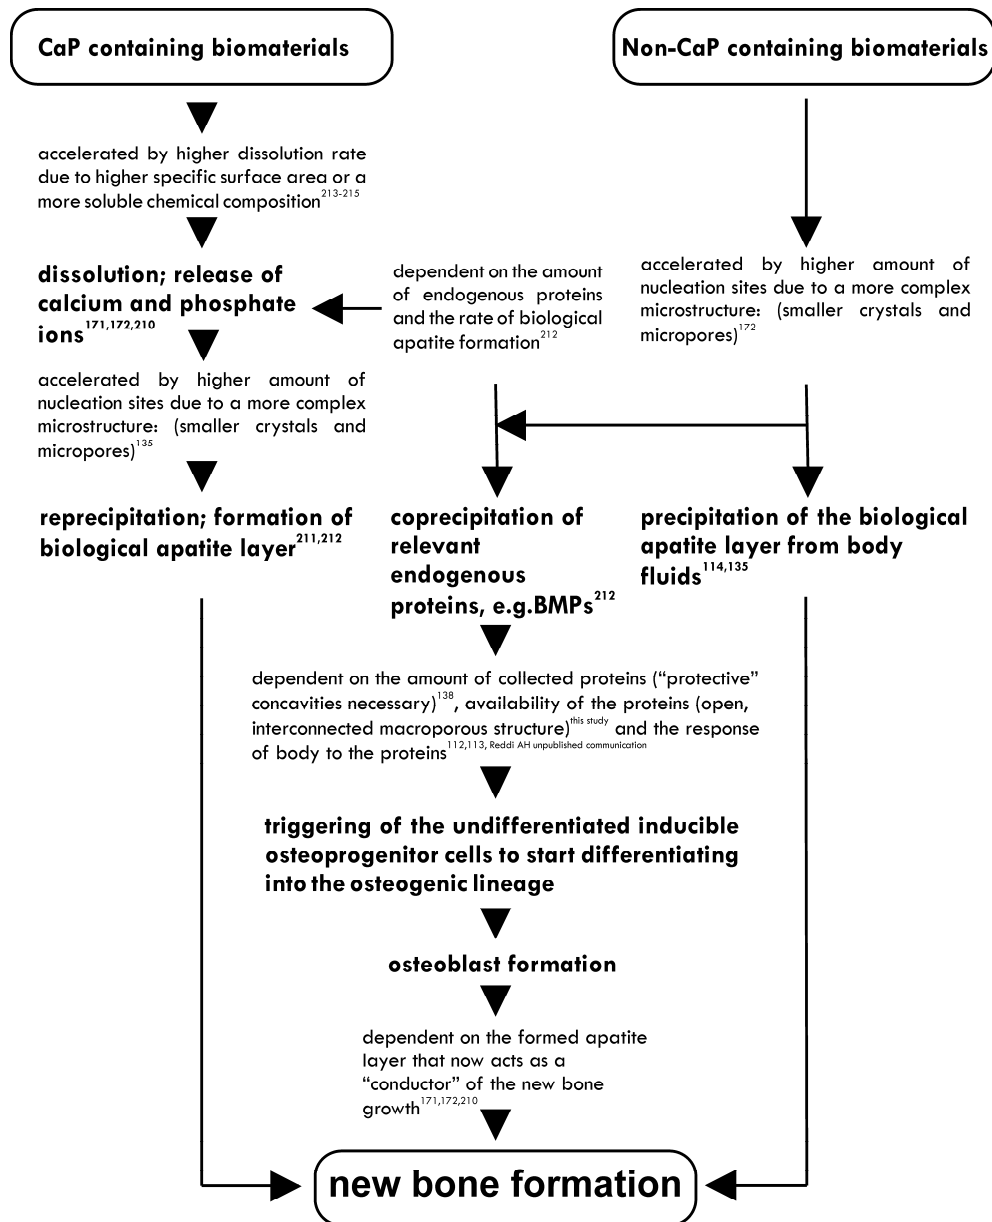 CaP containing biomaterials
Non-CaP containing biomaterials
accelerated by higher dissolution rate
due to higher specific surface area or a
more soluble chemical composition213-215
dissolution; release of
calcium and phosphate
ions171,172,210
dependent on the amount
of endogenous proteins
and the rate of biological
apatite formation212
accelerated by higher amount of
nucleation sites due to a more complex
microstructure: (smaller crystals and
micropores)172
accelerated by higher amount of
nucleation sites due to a more complex
microstructure: (smaller crystals and
micropores)135
reprecipitation; formation of
biological apatite layer211,212
coprecipitation of
relevant
endogenous
proteins, e.g.BMPs212
precipitation of the biological
apatite layer from body
fluids114,135
dependent on the amount of collected proteins (“protective”
concavities necessary)138, availability of the proteins (open,
interconnected macroporous structure)this study and the response
of body to the proteins112,113, Reddi AH unpublished communication
triggering of the undifferentiated inducible
osteoprogenitor cells to start differentiating
into the osteogenic lineage
osteoblast formation
dependent on the formed apatite
layer that now acts as a
“conductor” of the new bone
growth171,172,210
new bone formation